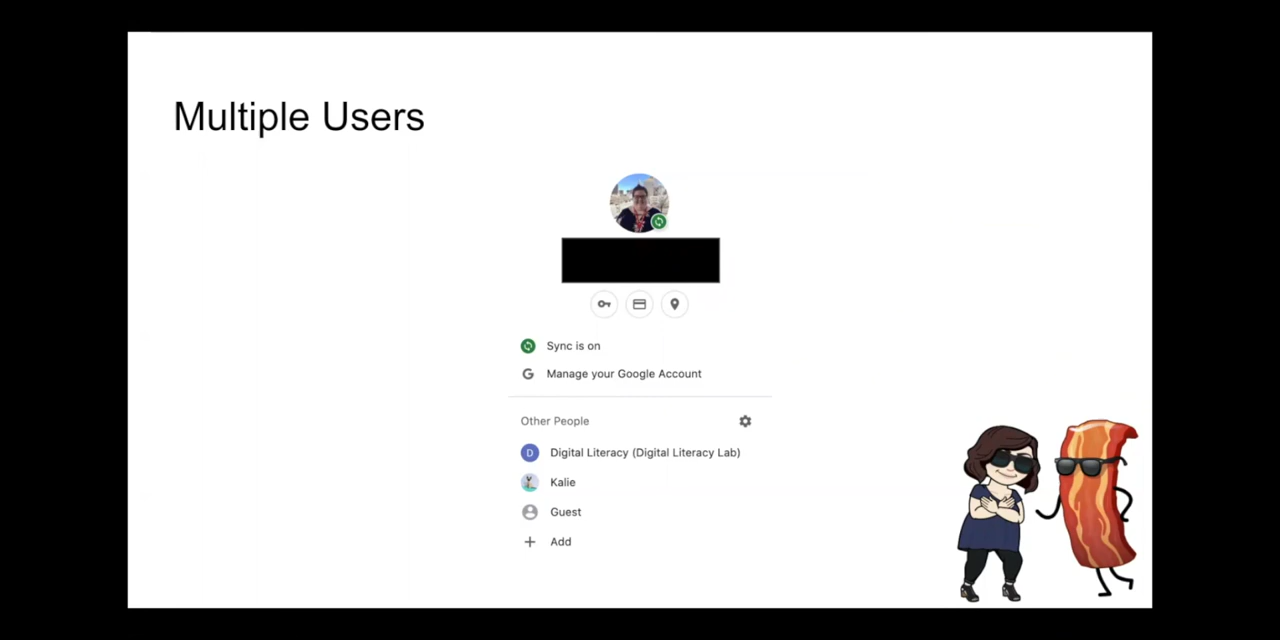 Multiple Users
Sync is on
G Manage your Google Account
Other People
D Digital Literacy (Digital Literacy Lab)
Kalie
Guest
Add